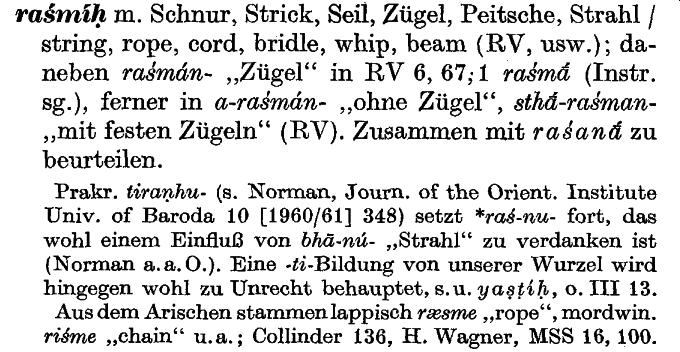 raśmíḥ m. Schnur, Strick, Seil, Zügel, Peitsche, Strahl /
string, rope, cord, bridle, whip, beam (RV, usw.); da-
neben raśmán- „Zügel“ in RV 6, 67, 1 raśmā́ (Instr.
sg.), ferner in a-raśmán- „ohne Zügel“, sthā́-raśman-
„mit festen Zügeln“ (RV). Zusammen mit raśanā́ zu
beurteilen.
Prakr. tiraṇhu- (s. Norman, Journ. of the Orient. Institute
Univ. of Baroda 10 [1960/61] 348) setzt *raś-nu- fort, das
wohl einem Einfluß von bhā-nú- „Strahl“ zu verdanken ist
(Norman a. a. O.). Eine -ti-Bildung von unserer Wurzel wird
hingegen wohl zu Unrecht behauptet, s. u. yaṣṭíḥ, o. III 13.
Aus dem Arischen stammen lappisch ræsme „rope“, mordwin.
riśme „chain“ u. a.; Collinder 136, H. Wagner, MSS 16, 100.